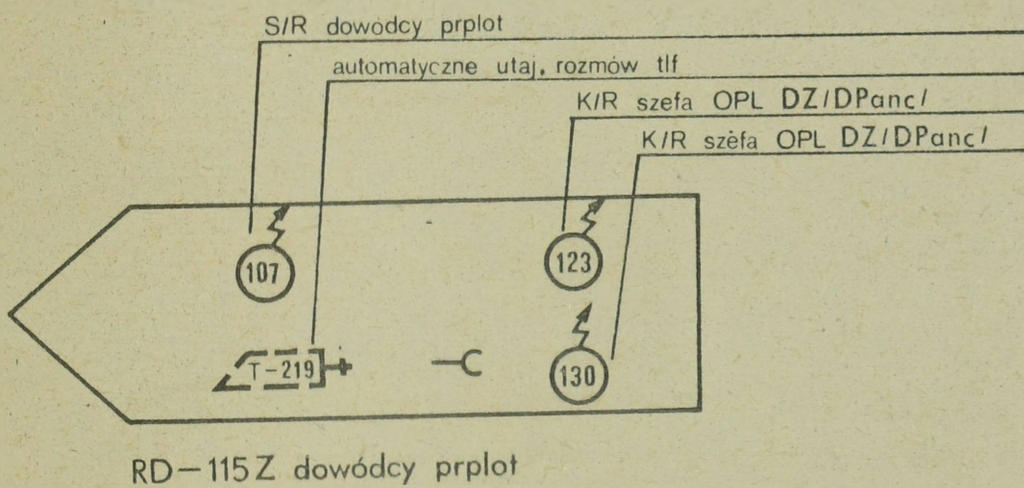 S/R dowódcy prplot
automatyczne utaj. rozmów tlf
K/R szefa OPL DZ/DPanc/
K/R szefa OPL DZ/DPanc/
107
123
T-219
130
RD-115Z dowódcy prplot